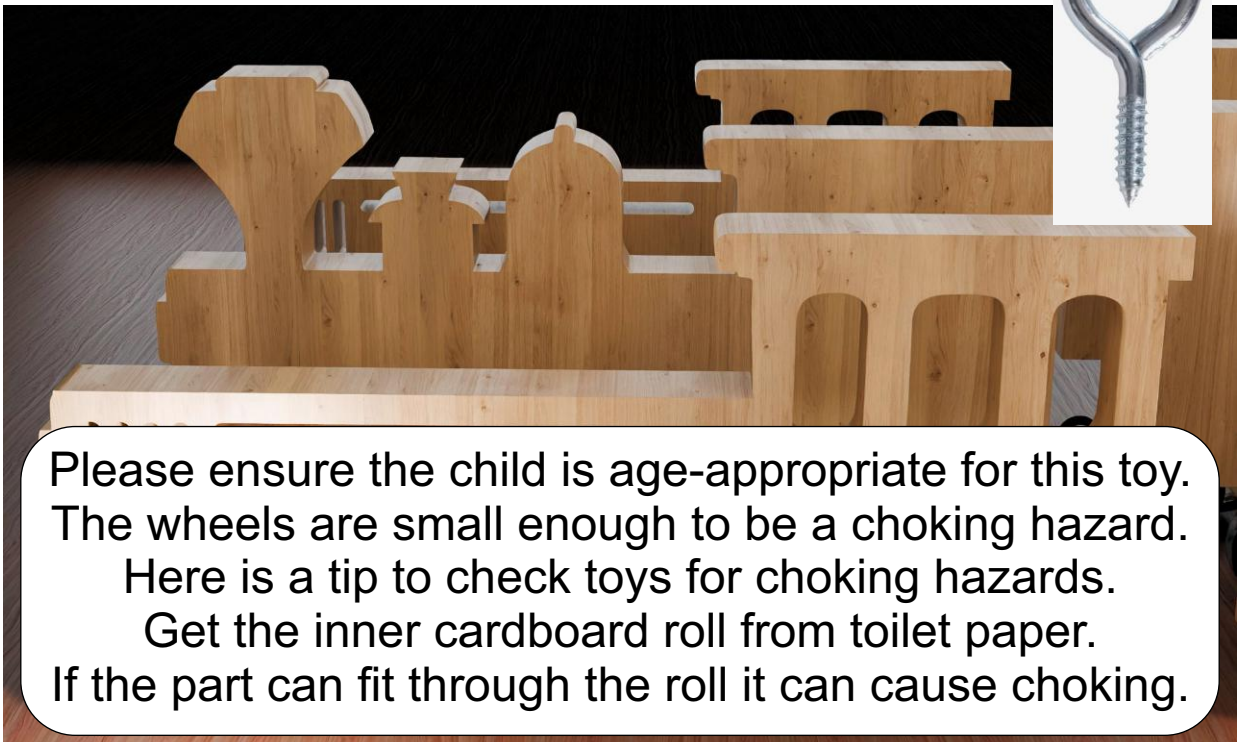 Please ensure the child is age-appropriate for this toy.
The wheels are small enough to be a choking hazard.
Here is a tip to check toys for choking hazards.
Get the inner cardboard roll from toilet paper.
If the part can fit through the roll it can cause choking.